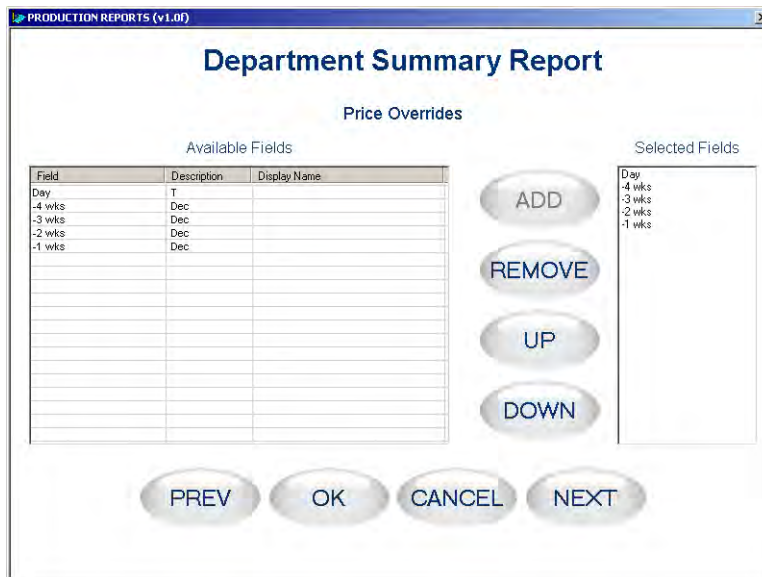 PRODUCTION REPORTS (v1.0f)
Department Summary Report
Price Overrides
Available Fields
Selected Fields
Field Description Display Name
Day T
-4 wks Dec
-3 wks Dec
-2 wks Dec
-1 wks Dec
ADD
REMOVE
UP
DOWN
Day
-4 wks
-3 wks
-2 wks
-1 wks
PREV OK CANCEL NEXT